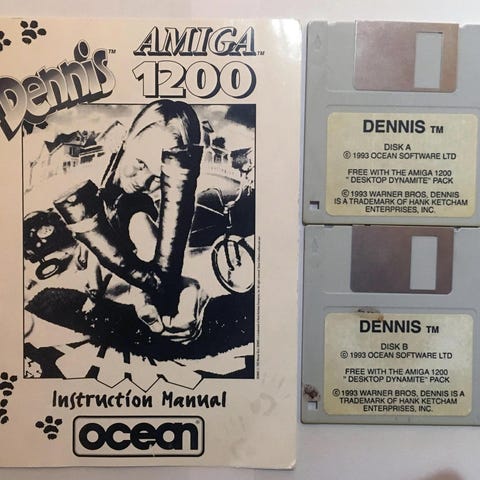 Dennis™
AMIGA™
1200
Instruction Manual
ocean
DENNIS TM
DISK A
© 1993 OCEAN SOFTWARE LTD
FREE WITH THE AMIGA 1200
" DESKTOP DYNAMITE" PACK
© 1993 WARNER BROS, DENNIS
IS A TRADEMARK OF HANK KETCHAM
ENTERPRISES, INC.
DENNIS TM
DISK B
© 1993 OCEAN SOFTWARE LTD
FREE WITH THE AMIGA 1200
" DESKTOP DYNAMITE" PACK
© 1993 WARNER BROS, DENNIS IS A
TRADEMARK OF HANK KETCHAM
ENTERPRISES, INC.